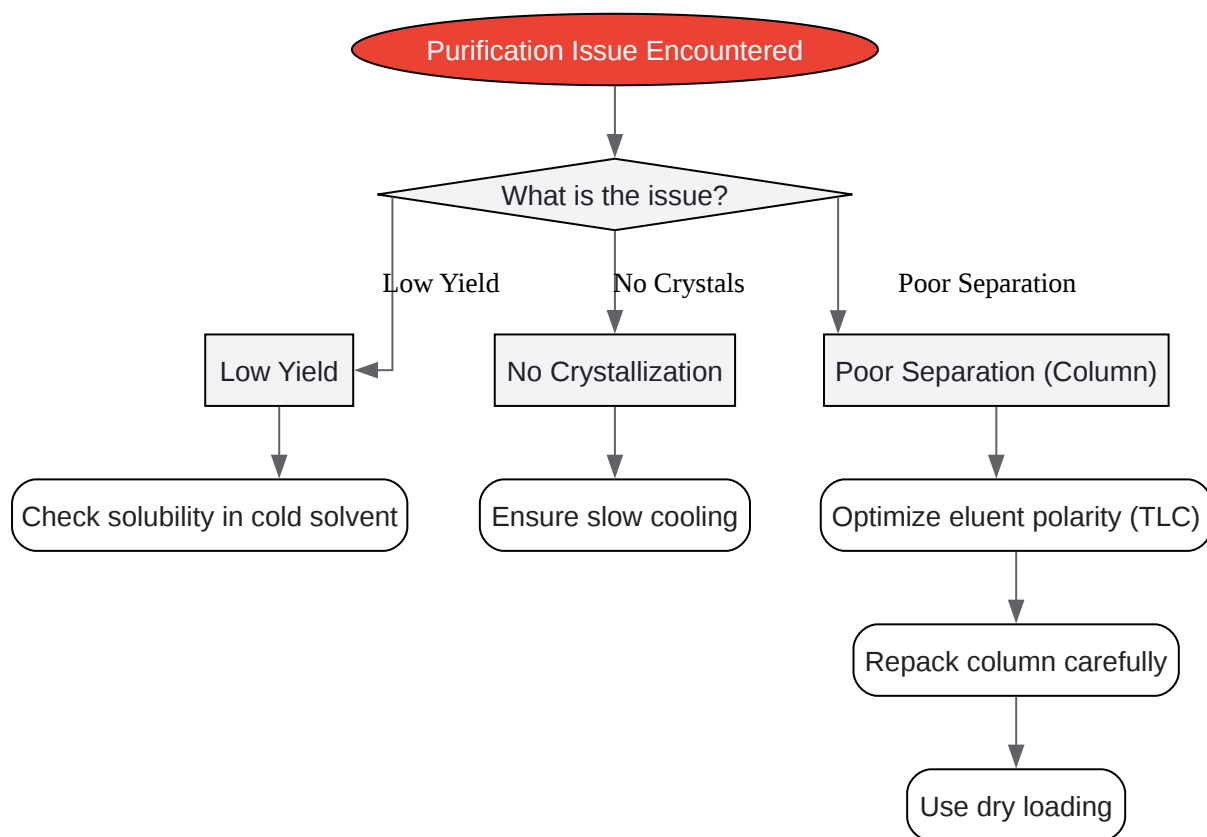 Purification Issue Encountered
What is the issue?
Low Yield
No Crystals
Poor Separation
Low Yield
No Crystallization
Poor Separation (Column)
Check solubility in cold solvent
Ensure slow cooling
Optimize eluent polarity (TLC)
Repack column carefully
Use dry loading